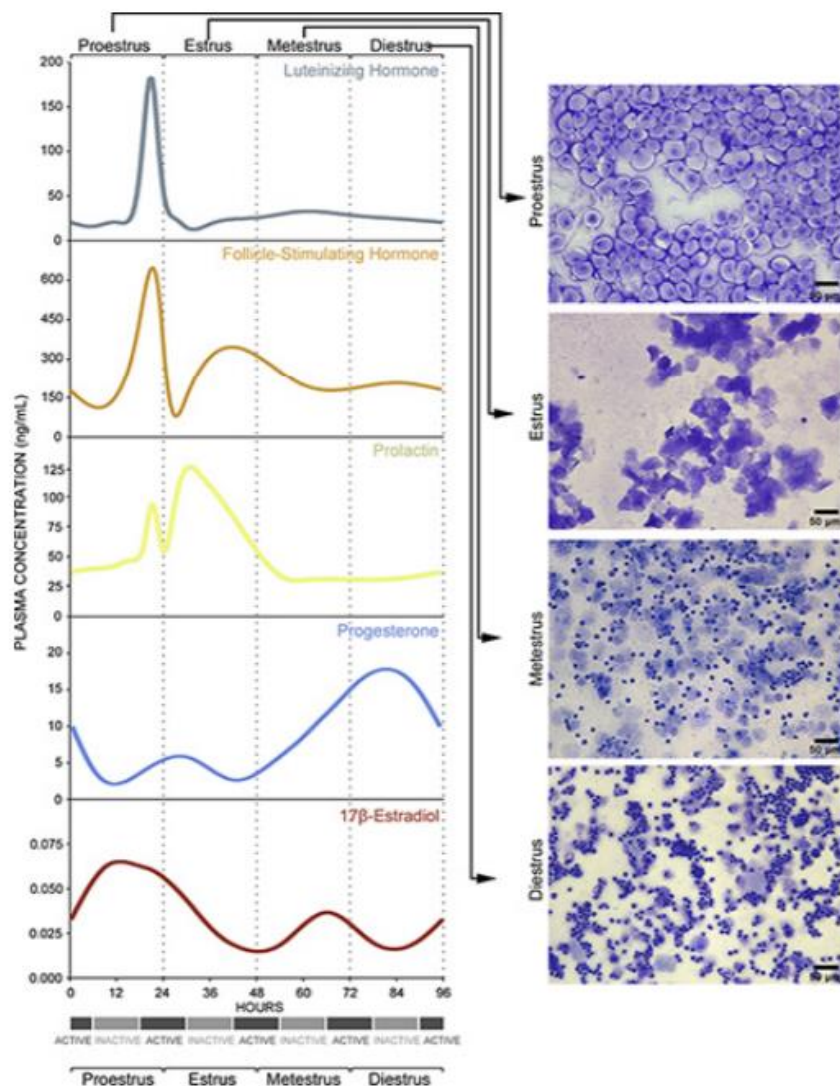 Proestrus Estrus Metestrus Diestrus
PLASMA CONCENTRATION (ng/mL)
Luteinizing Hormone
200
150
100
50
0
Follicle-Stimulating Hormone
600
450
300
150
0
Prolactin
125
100
75
50
25
0
Progesterone
20
15
10
5
0
17β-Estradiol
0.075
0.050
0.025
0.000
0 12 24 36 48 60 72 84 96
HOURS
ACTIVE INACTIVE ACTIVE INACTIVE ACTIVE INACTIVE ACTIVE INACTIVE ACTIVE
Proestrus Estrus Metestrus Diestrus
Proestrus
Estrus
50 µm
Metestrus
50 µm
Diestrus